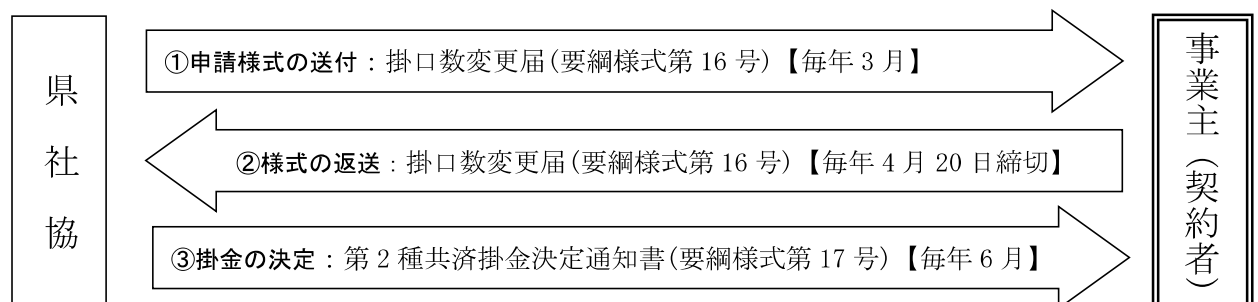 県社協
①申請様式の送付：掛口数変更届(要綱様式第16号)【毎年3月】
②様式の返送：掛口数変更届(要綱様式第16号)【毎年4月20日締切】
③掛金の決定：第2種共済掛金決定通知書(要綱様式第17号)【毎年6月】
事業主（契約者）